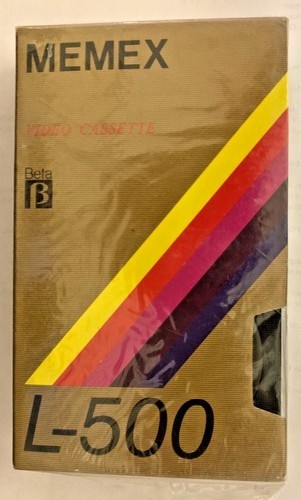 MEMEX
VIDEO CASSETTE
Beta
β
L-500